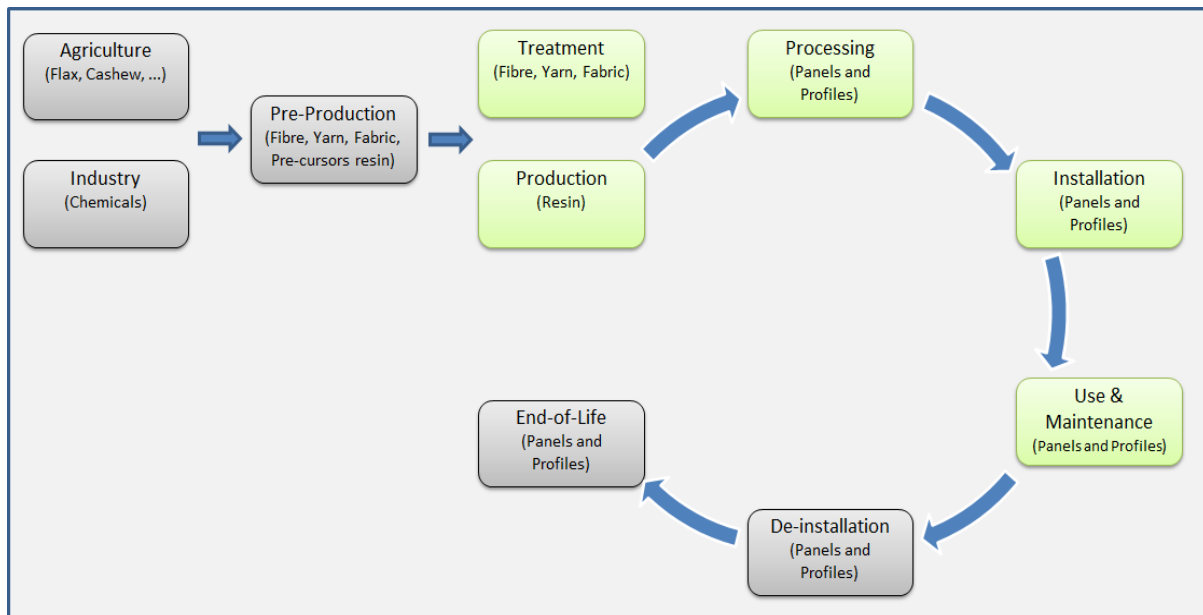 Agriculture
(Flax, Cashew, ...)
Industry
(Chemicals)
Pre-Production
(Fibre, Yarn, Fabric,
Pre-cursors resin)
Treatment
(Fibre, Yarn, Fabric)
Production
(Resin)
Processing
(Panels and
Profiles)
Installation
(Panels and
Profiles)
Use &
Maintenance
(Panels and Profiles)
De-installation
(Panels and
Profiles)
End-of-Life
(Panels and
Profiles)